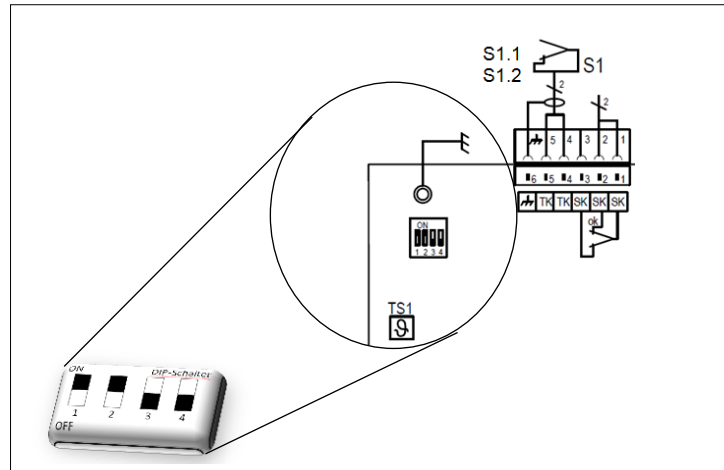 S1.1
S1.2
S1
2
2
5 4 3 2 1
6 5 4 3 2 1
TK TK SK SK SK
ok
ON
1 2 3 4
TS1
ϑ
ON
DIP-Schalter
1 2 3 4
OFF